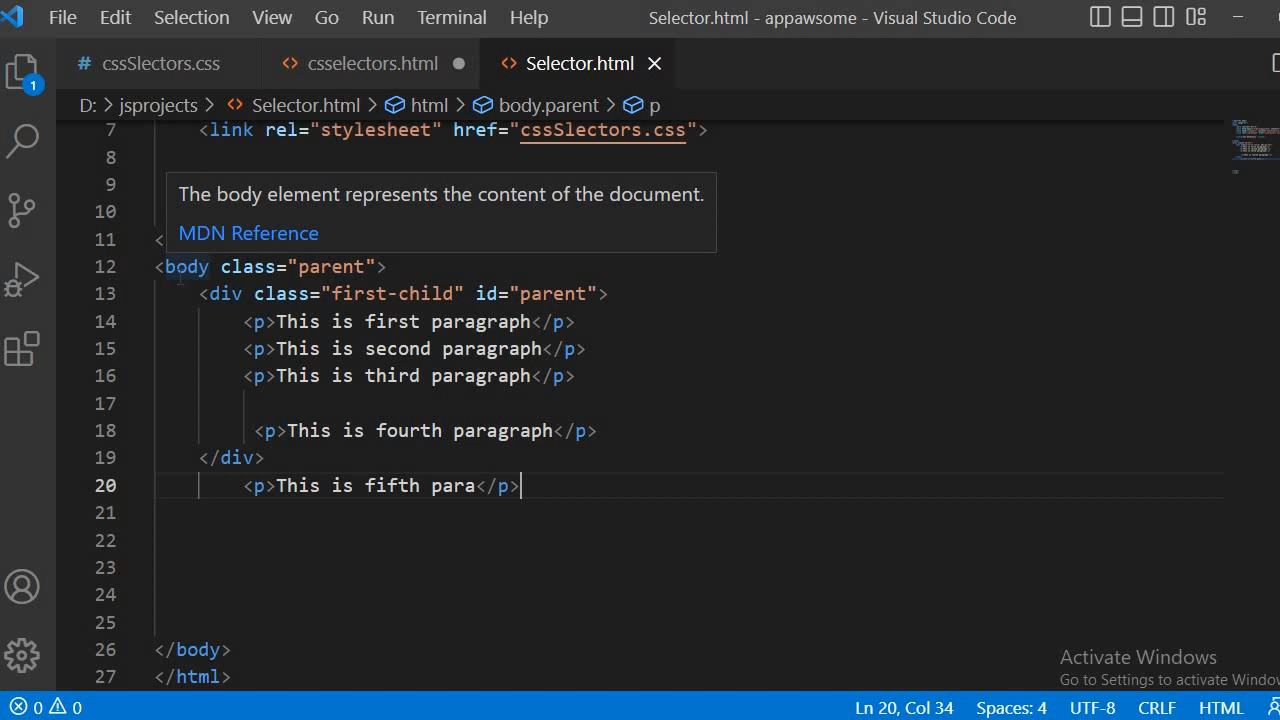 File Edit Selection View Go Run Terminal Help Selector.html - appawsome - Visual Studio Code
# cssSlectors.css <> csselectors.html Selector.html
1
D: > jsprojects > Selector.html > html > body.parent > p
7 <link rel="stylesheet" href="cssSlectors.css">
8
9 The body element represents the content of the document.
10 MDN Reference
11 <
12 <body class="parent">
13 <div class="first-child" id="parent">
14 <p>This is first paragraph</p>
15 <p>This is second paragraph</p>
16 <p>This is third paragraph</p>
17
18 <p>This is fourth paragraph</p>
19 </div>
20 <p>This is fifth para</p>
21
22
23
24
25
26 </body>
27 </html>
Activate Windows
Go to Settings to activate Windo
0 0 Ln 20, Col 34 Spaces: 4 UTF-8 CRLF HTML